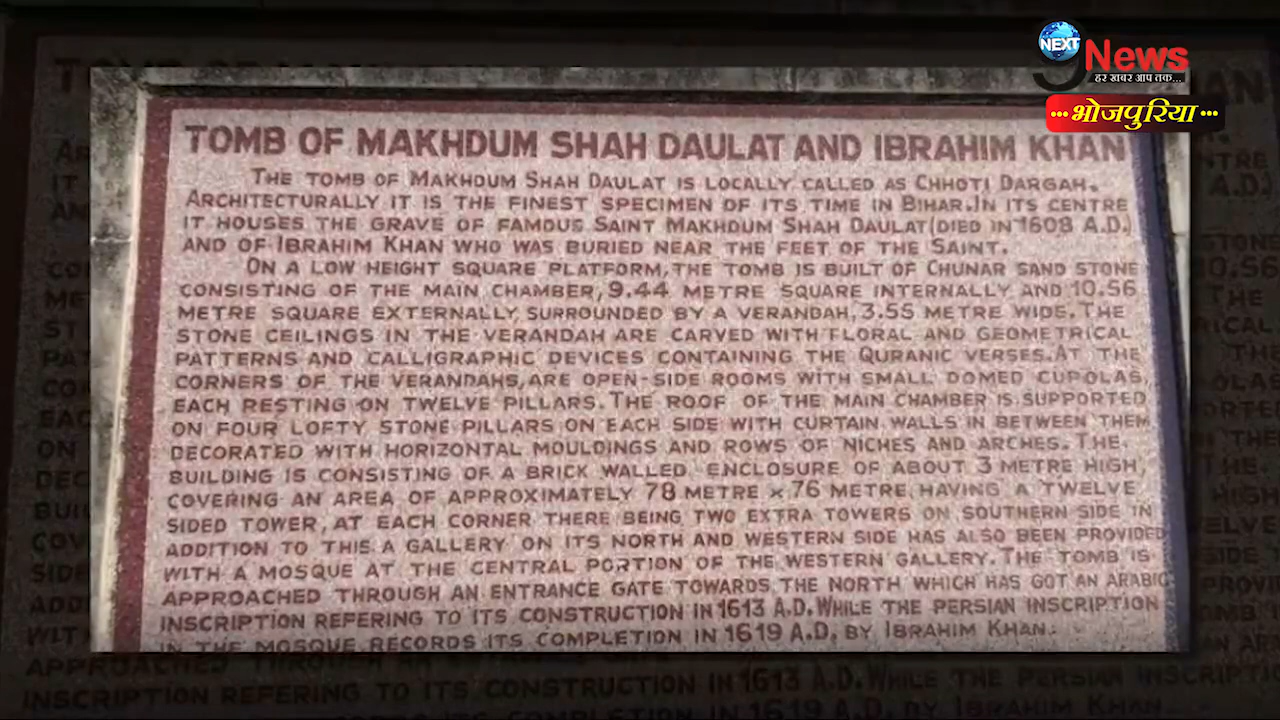 NEXT
9 News
हर खबर आप तक...
...भोजपुरिया...
TOMB OF MAKHDUM SHAH DAULAT AND IBRAHIM KHAN
THE TOMB OF MAKHDUM SHAH DAULAT IS LOCALLY CALLED AS CHHOTI DARGAH.
ARCHITECTURALLY IT IS THE FINEST SPECIMEN OF ITS TIME IN BIHAR. IN ITS CENTRE
IT HOUSES THE GRAVE OF FAMOUS SAINT MAKHDUM SHAH DAULAT (DIED IN 1608 A.D.)
AND OF IBRAHIM KHAN WHO WAS BURIED NEAR THE FEET OF THE SAINT.
ON A LOW HEIGHT SQUARE PLATFORM, THE TOMB IS BUILT OF CHUNAR SAND STONE
CONSISTING OF THE MAIN CHAMBER, 9.44 METRE SQUARE INTERNALLY AND 10.56
METRE SQUARE EXTERNALLY, SURROUNDED BY A VERANDAH, 3.55 METRE WIDE. THE
STONE CEILINGS IN THE VERANDAH ARE CARVED WITH FLORAL AND GEOMETRICAL
PATTERNS AND CALLIGRAPHIC DEVICES CONTAINING THE QURANIC VERSES. AT THE
CORNERS OF THE VERANDAHS, ARE OPEN-SIDE ROOMS WITH SMALL DOMED CUPOLAS,
EACH RESTING ON TWELVE PILLARS. THE ROOF OF THE MAIN CHAMBER IS SUPPORTED
ON FOUR LOFTY STONE PILLARS ON EACH SIDE WITH CURTAIN WALLS IN BETWEEN THEM
DECORATED WITH HORIZONTAL MOULDINGS AND ROWS OF NICHES AND ARCHES. THE
BUILDING IS CONSISTING OF A BRICK WALLED ENCLOSURE OF ABOUT 3 METRE HIGH,
COVERING AN AREA OF APPROXIMATELY 78 METRE × 76 METRE, HAVING A TWELVE
SIDED TOWER, AT EACH CORNER THERE BEING TWO EXTRA TOWERS ON SOUTHERN SIDE IN
ADDITION TO THIS A GALLERY ON ITS NORTH AND WESTERN SIDE HAS ALSO BEEN PROVIDED
WITH A MOSQUE AT THE CENTRAL PORTION OF THE WESTERN GALLERY. THE TOMB IS
APPROACHED THROUGH AN ENTRANCE GATE TOWARDS THE NORTH WHICH HAS GOT AN ARABIC
INSCRIPTION REFERING TO ITS CONSTRUCTION IN 1613 A.D. WHILE THE PERSIAN INSCRIPTION
IN THE MOSQUE RECORDS ITS COMPLETION IN 1619 A.D. BY IBRAHIM KHAN.